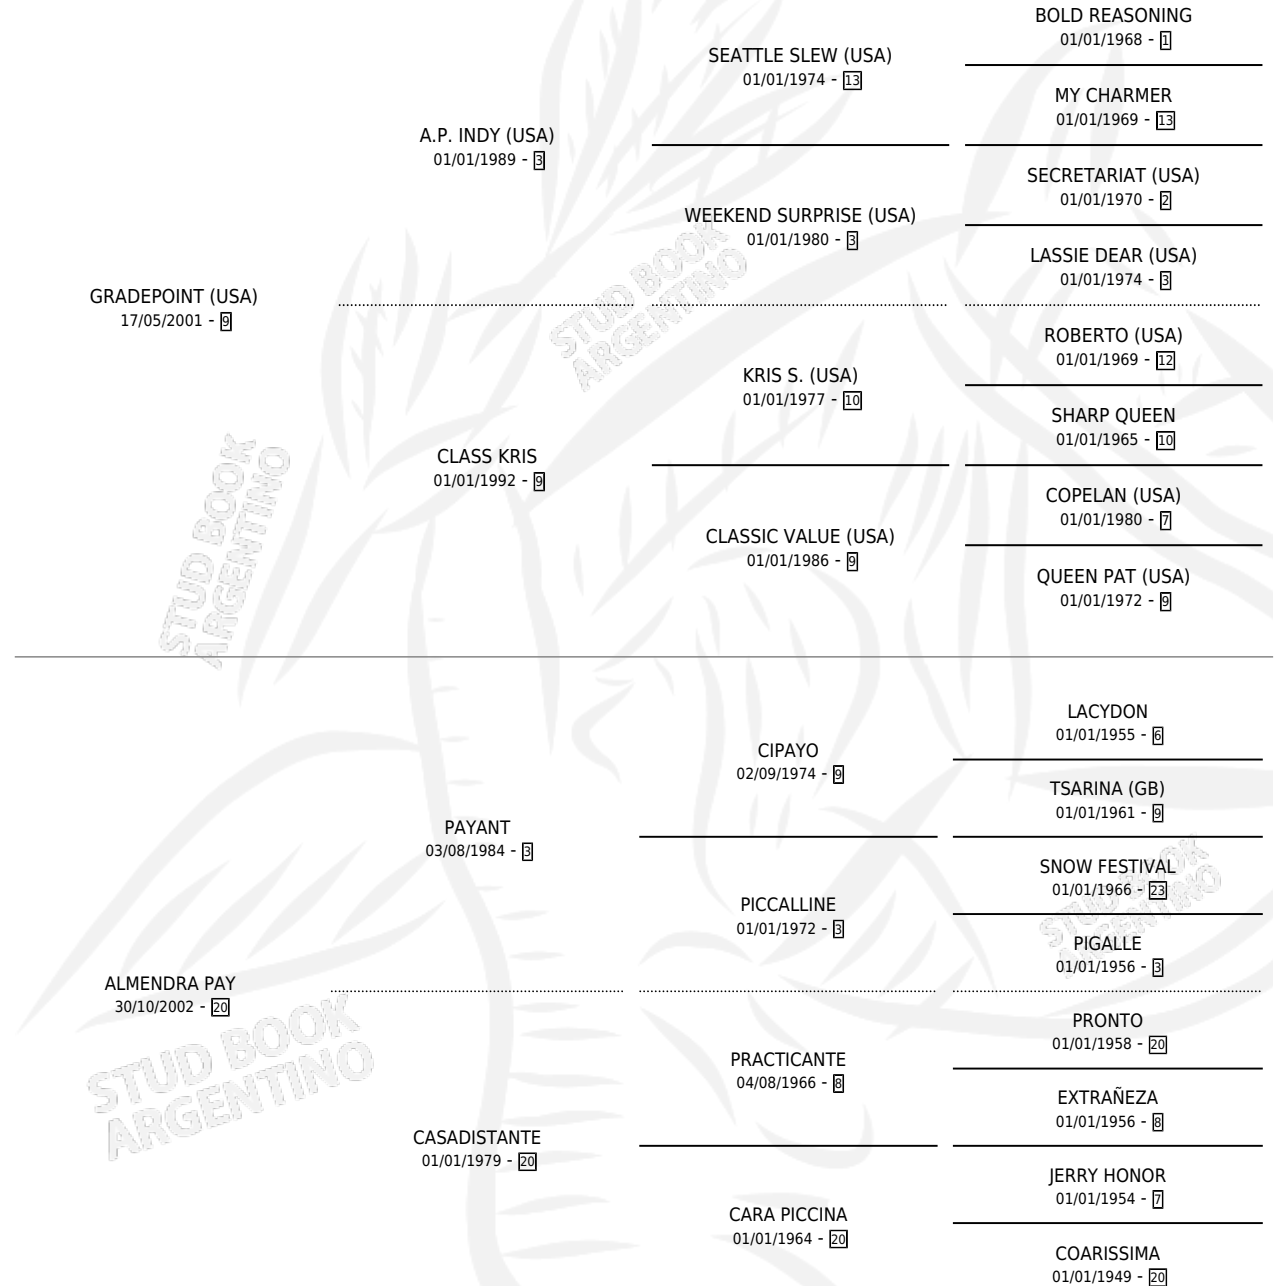 BOLD REASONING
01/01/1968 - 1
SEATTLE SLEW (USA)
01/01/1974 - 13
MY CHARMER
01/01/1969 - 13
A.P. INDY (USA)
01/01/1989 - 3
SECRETARIAT (USA)
01/01/1970 - 2
WEEKEND SURPRISE (USA)
01/01/1980 - 3
LASSIE DEAR (USA)
01/01/1974 - 3
GRADEPOINT (USA)
17/05/2001 - 9
ROBERTO (USA)
01/01/1969 - 12
KRIS S. (USA)
01/01/1977 - 10
SHARP QUEEN
01/01/1965 - 10
CLASS KRIS
01/01/1992 - 9
COPELAN (USA)
01/01/1980 - 7
CLASSIC VALUE (USA)
01/01/1986 - 9
QUEEN PAT (USA)
01/01/1972 - 9
LACYDON
01/01/1955 - 6
CIPAYO
02/09/1974 - 9
TSARINA (GB)
01/01/1961 - 9
PAYANT
03/08/1984 - 3
SNOW FESTIVAL
01/01/1966 - 23
PICCALLINE
01/01/1972 - 3
PIGALLE
01/01/1956 - 3
ALMENDRA PAY
30/10/2002 - 20
PRONTO
01/01/1958 - 20
PRACTICANTE
04/08/1966 - 8
EXTRAÑEZA
01/01/1956 - 8
CASADISTANTE
01/01/1979 - 20
JERRY HONOR
01/01/1954 - 7
CARA PICCINA
01/01/1964 - 20
COARISSIMA
01/01/1949 - 20
STUD BOOK
ARGENTINO
STUD BOOK
ARGENTINO
STUD BOOK
ARGENTINO
STUD BOOK
ARGENTINO